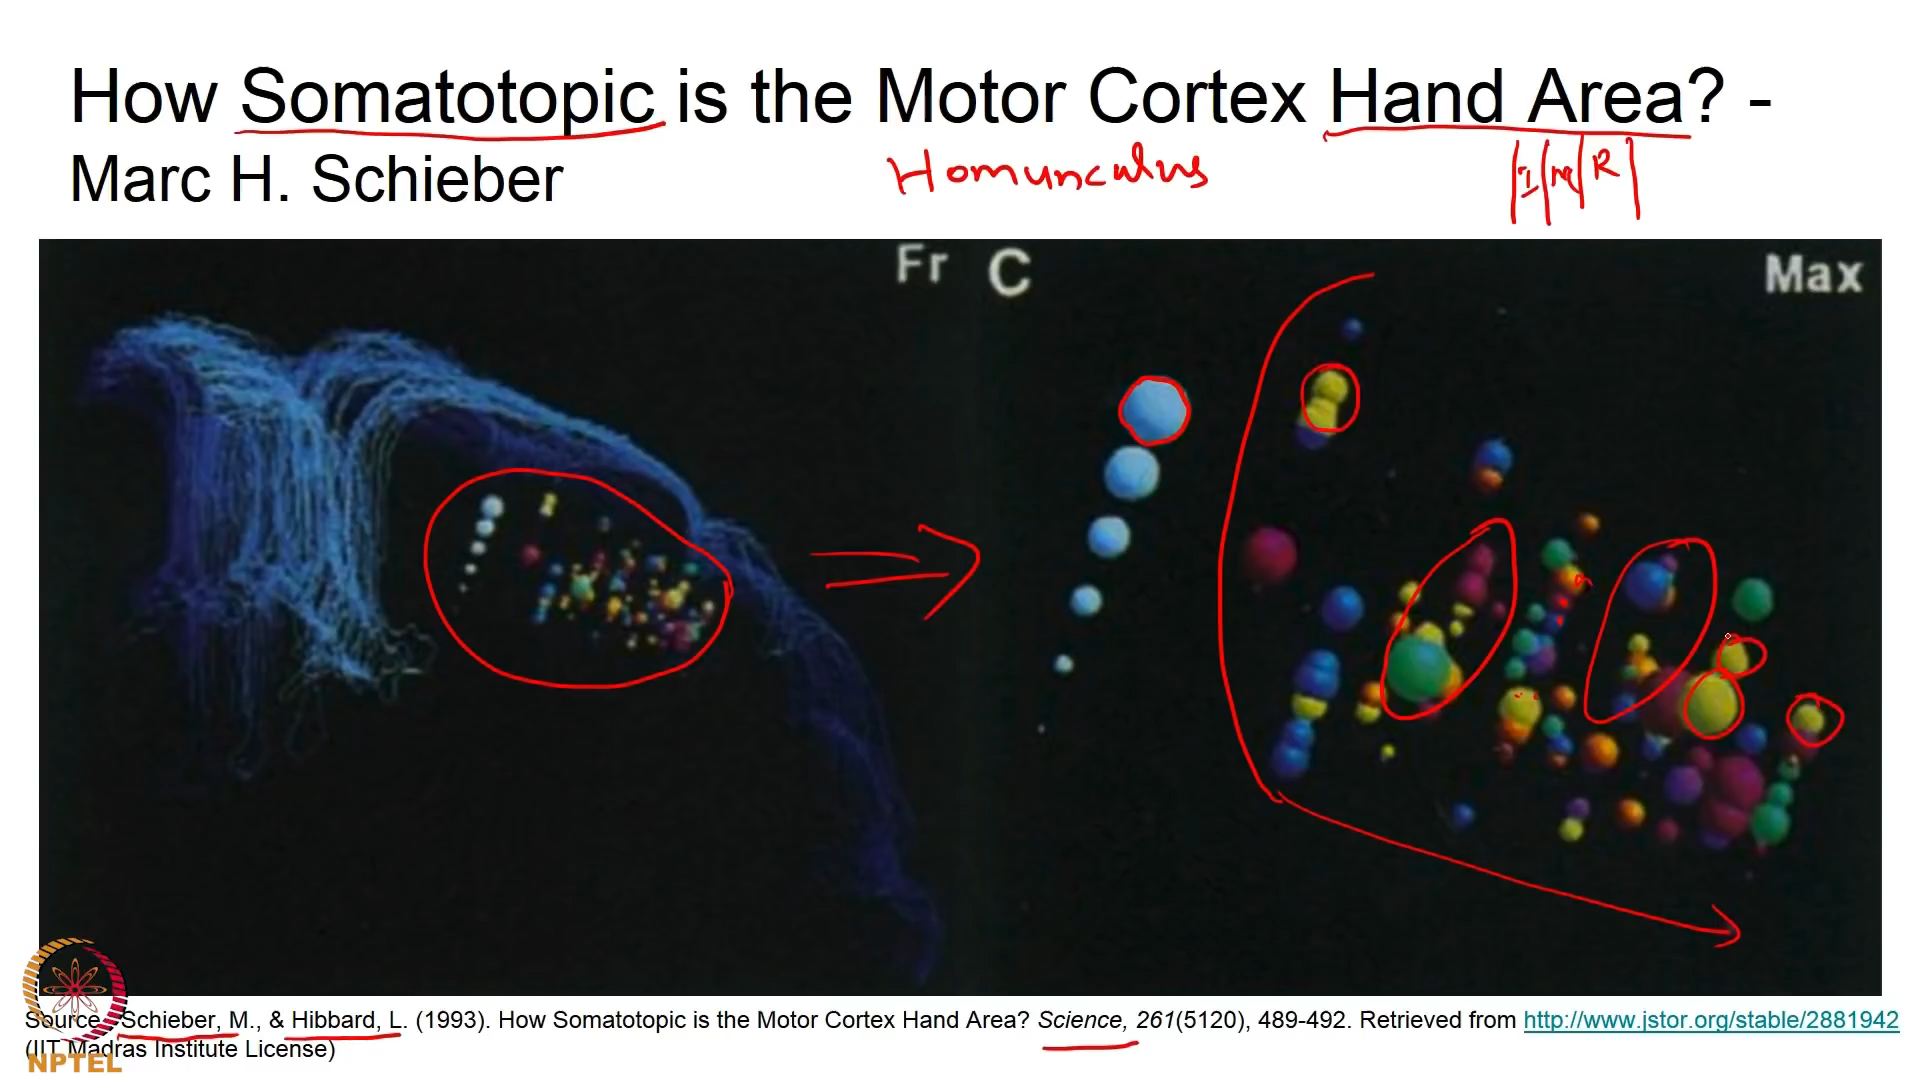 How Somatotopic is the Motor Cortex Hand Area? -
Marc H. Schieber
Homunculus
I M R
Fr C Max
Source: Schieber, M., & Hibbard, L. (1993). How Somatotopic is the Motor Cortex Hand Area? Science, 261(5120), 489-492. Retrieved from http://www.jstor.org/stable/2881942
(IIT Madras Institute License)
NPTEL